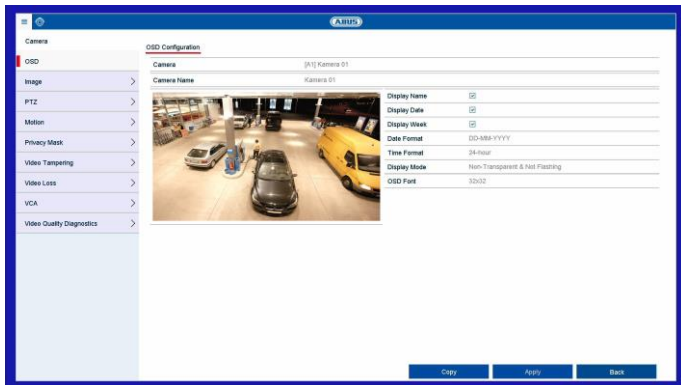 ABUS
Camera
OSD
Image
PTZ
Motion
Privacy Mask
Video Tampering
Video Loss
VCA
Video Quality Diagnostics
OSD Configuration
Camera [A1] Kamera 01
Camera Name Kamera 01
Display Name
Display Date
Display Week
Date Format DD-MM-YYYY
Time Format 24-hour
Display Mode Non-Transparent & Not Flashing
OSD Font 32x32
Copy Apply Back